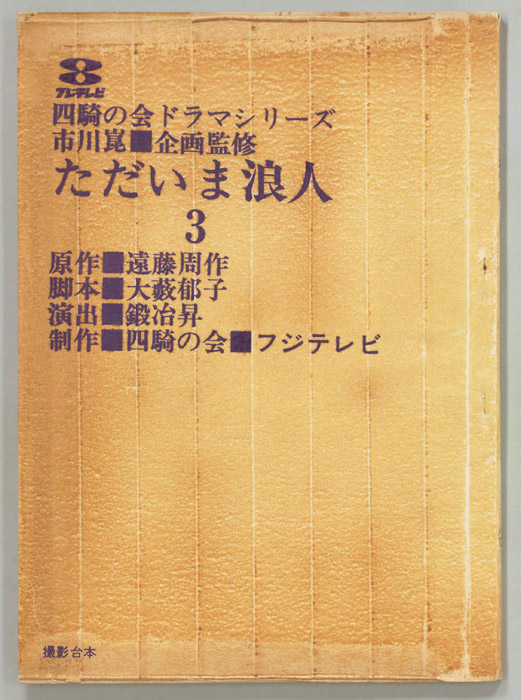 8
フジテレビ
四騎の会ドラマシリーズ
市川崑■企画監修
ただいま浪人
3
原作■遠藤周作
脚本■大藪郁子
演出■鍛冶昇
制作■四騎の会■フジテレビ
撮影台本